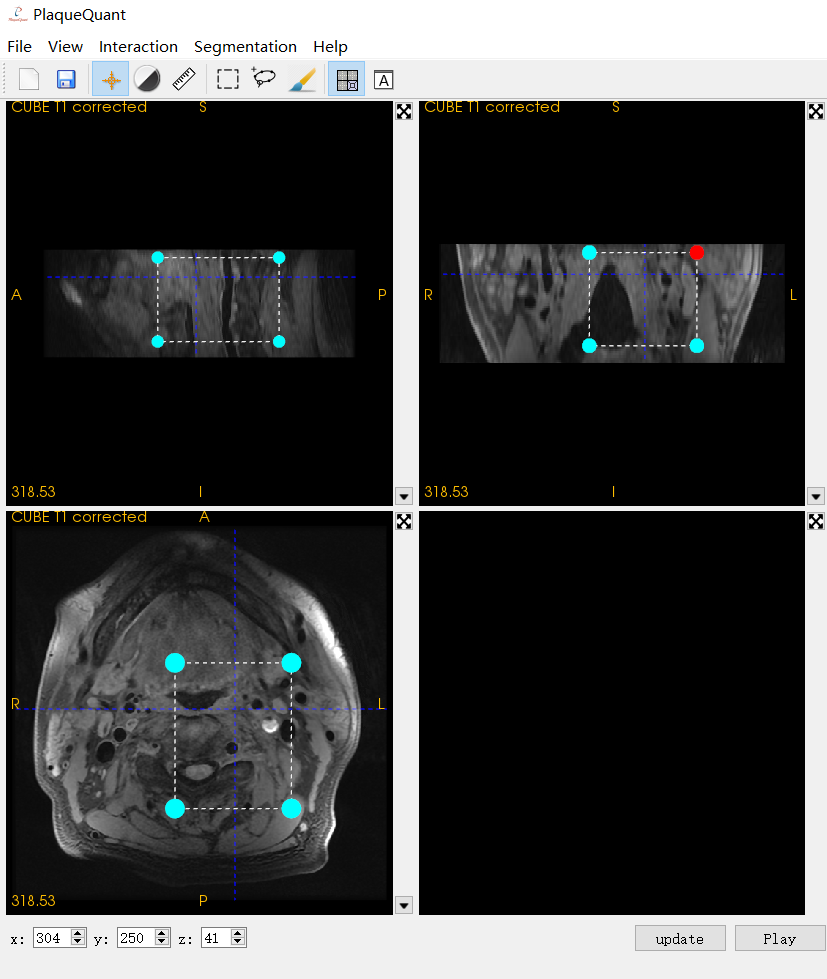 PlaqueQuant
File View Interaction Segmentation Help
A
CUBE T1 corrected S
A P
318.53 I
CUBE T1 corrected S
R L
318.53 I
CUBE T1 corrected A
R L
318.53 P
x: 304 y: 250 z: 41 update Play